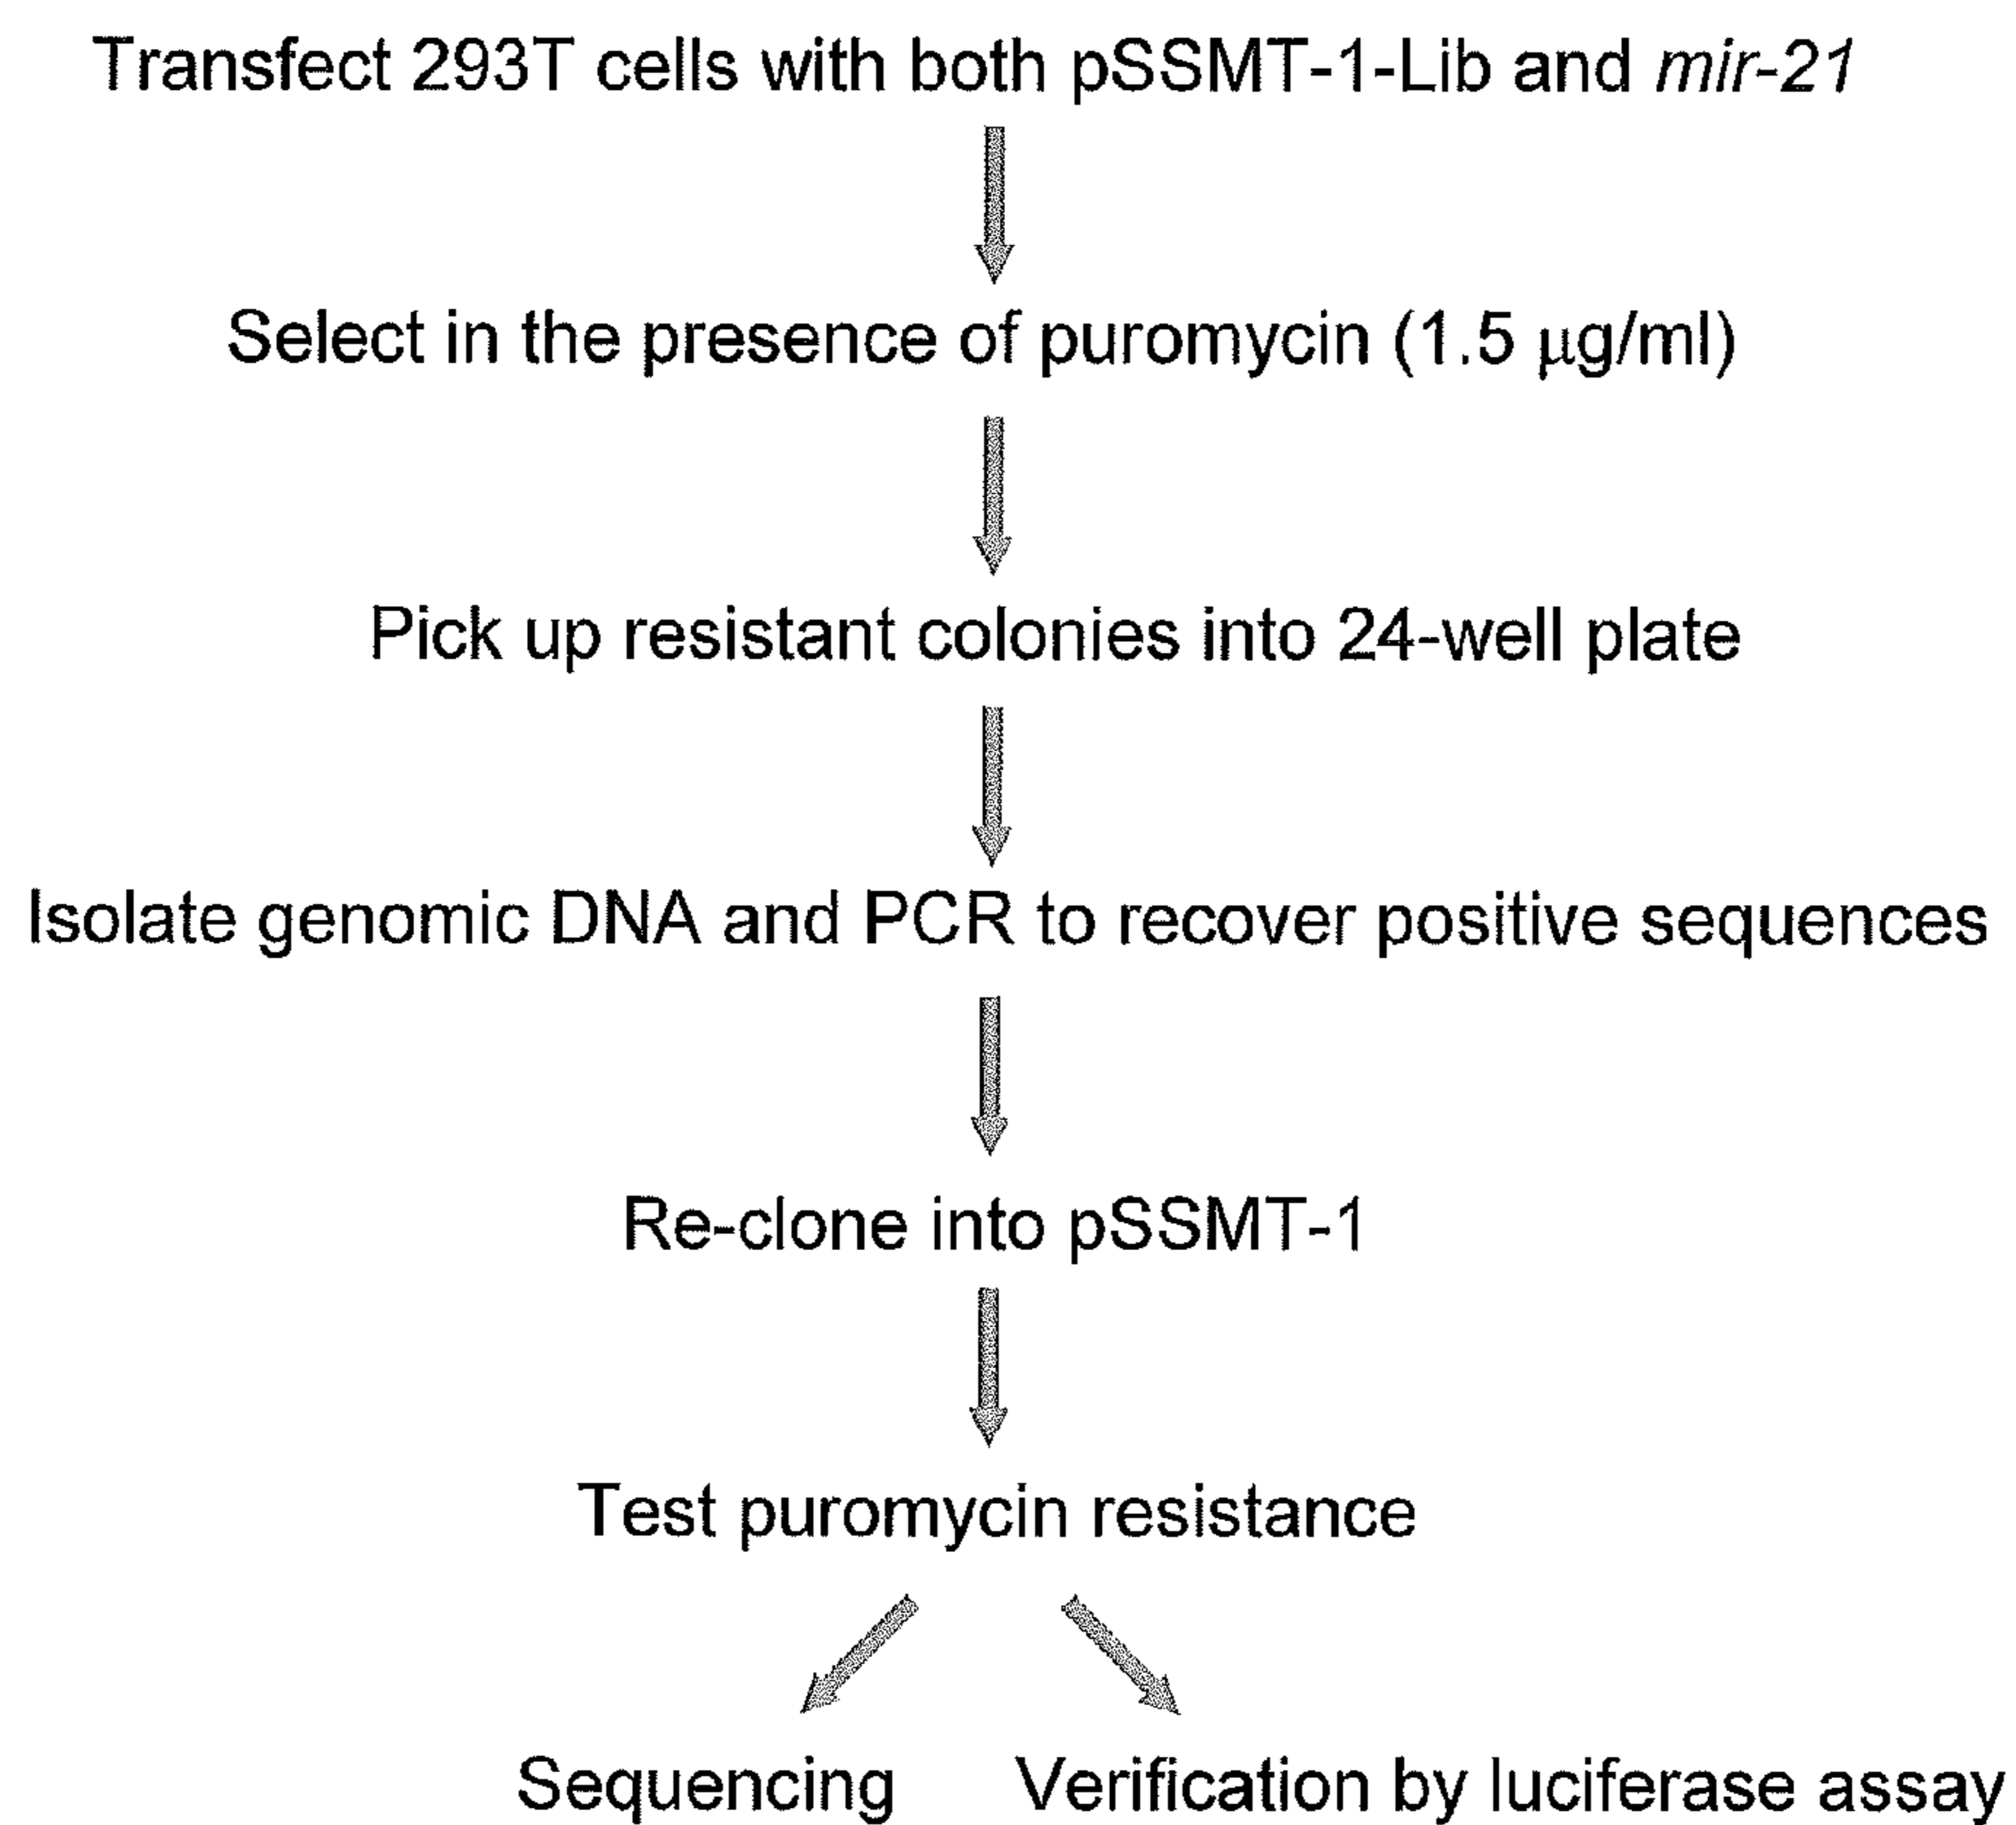 Transfect 293T cells with both pSSMT-1-Lib and mir-21
Select in the presence of puromycin (1.5 μg/ml)
Pick up resistant colonies into 24-well plate
Isolate genomic DNA and PCR to recover positive sequences
Re-clone into pSSMT-1
Test puromycin resistance
Sequencing
Verification by luciferase assay